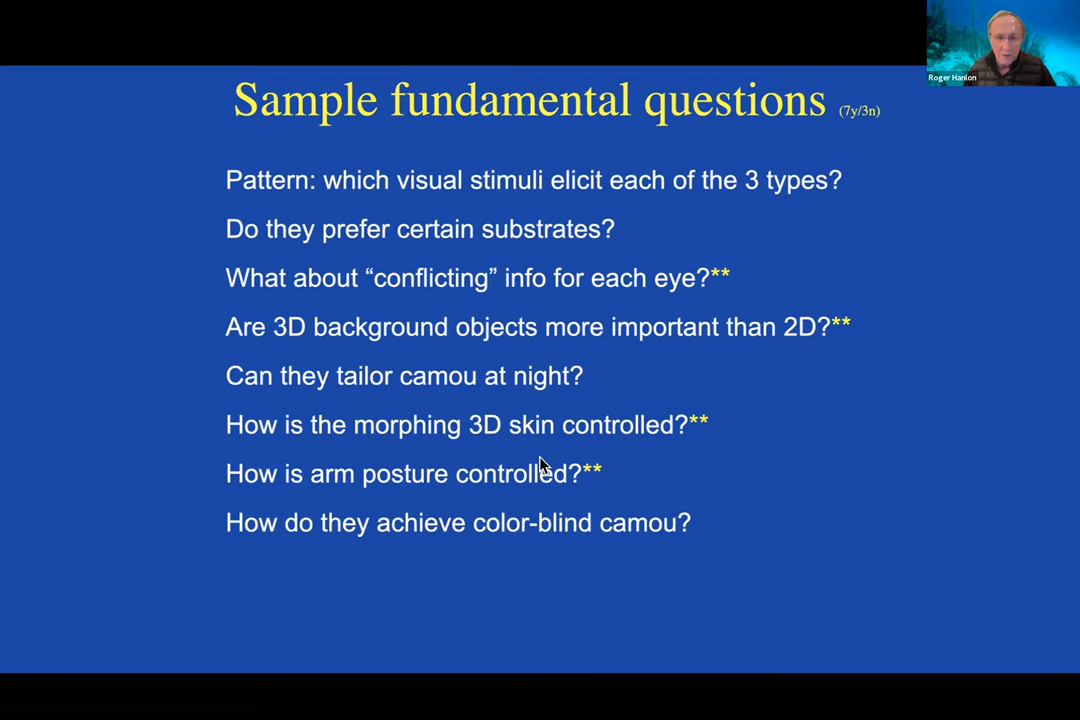 Roger Hanlon
Sample fundamental questions (7y/3n)
Pattern: which visual stimuli elicit each of the 3 types?
Do they prefer certain substrates?
What about “conflicting” info for each eye?**
Are 3D background objects more important than 2D?**
Can they tailor camou at night?
How is the morphing 3D skin controlled?**
How is arm posture controlled?**
How do they achieve color-blind camou?